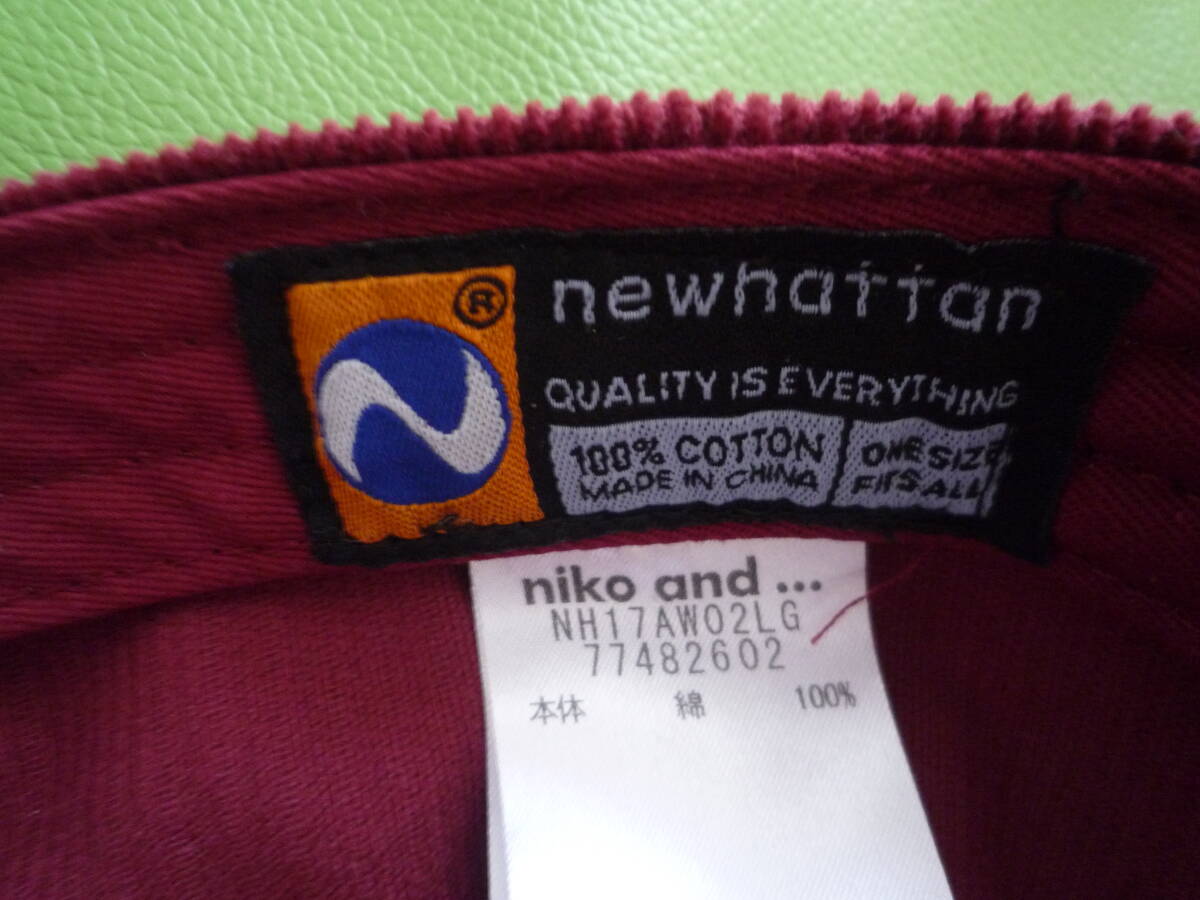 ®
newhattan
QUALITY IS EVERYTHING
100% COTTON
MADE IN CHINA
ONE SIZE
FITS ALL
niko and ...
NH17AW02LG
77482602
本体 綿 100%